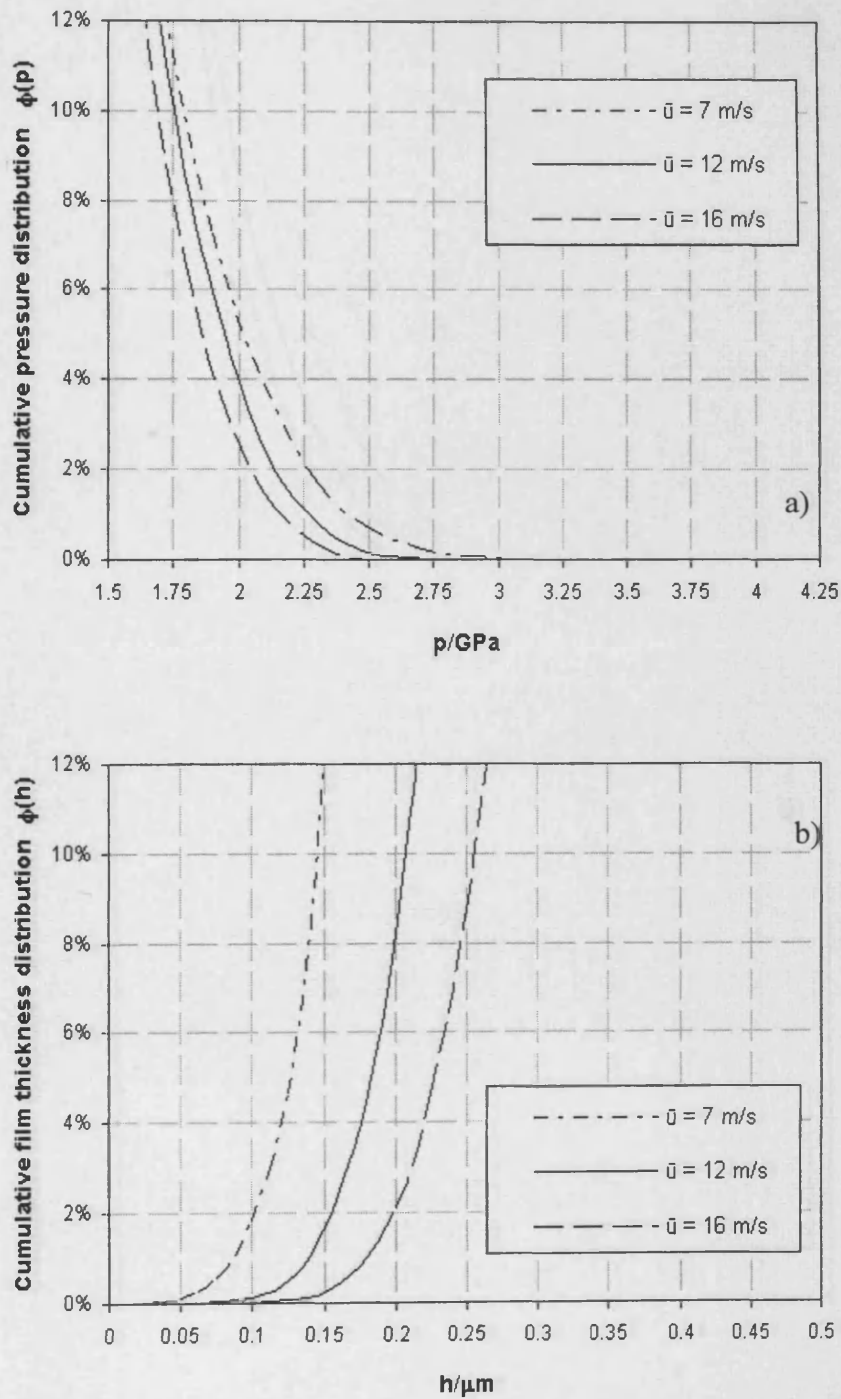 12%
10%
8%
6%
4%
2%
0%
Cumulative pressure distribution ϕ(p)
ū = 7 m/s
ū = 12 m/s
ū = 16 m/s
a)
1.5 1.75 2 2.25 2.5 2.75 3 3.25 3.5 3.75 4 4.25
p/GPa
12%
10%
8%
6%
4%
2%
0%
Cumulative film thickness distribution ϕ(h)
b)
ū = 7 m/s
ū = 12 m/s
ū = 16 m/s
0 0.05 0.1 0.15 0.2 0.25 0.3 0.35 0.4 0.45 0.5
h/μm